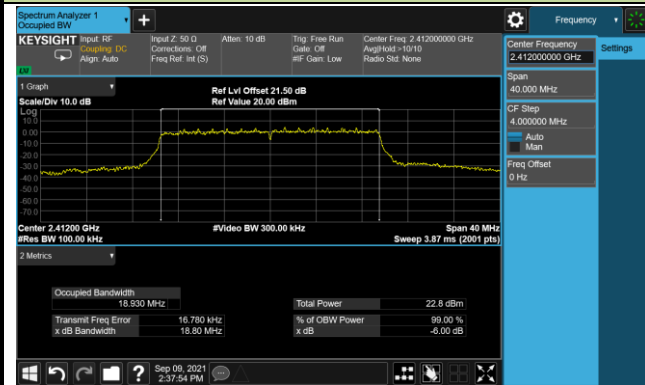 Spectrum Analyzer 1
Occupied BW
+
Frequency
KEYSIGHT
Input: RF
Coupling: DC
Align: Auto
Input Z: 50 Ω
Corrections: Off
Freq Ref: Int (S)
Atten: 10 dB
Trig: Free Run
Gate: Off
#IF Gain: Low
Center Freq: 2.412000000 GHz
Avg|Hold:>10/10
Radio Std: None
Center Frequency
2.412000000 GHz
Settings
Span
40.000 MHz
CF Step
4.000000 MHz
Auto
Man
Freq Offset
0 Hz
1 Graph
Scale/Div 10.0 dB
Ref Lvl Offset 21.50 dB
Ref Value 20.00 dBm
Log
10.0
0.00
-10.0
-20.0
-30.0
-40.0
-50.0
-60.0
-70.0
Center 2.41200 GHz
#Res BW 100.00 kHz
#Video BW 300.00 kHz
Span 40 MHz
Sweep 3.87 ms (2001 pts)
2 Metrics
Occupied Bandwidth
18.930 MHz
Total Power 22.8 dBm
Transmit Freq Error 16.780 kHz
% of OBW Power 99.00 %
x dB Bandwidth 18.80 MHz
x dB -6.00 dB
?
Sep 09, 2021
2:37:54 PM